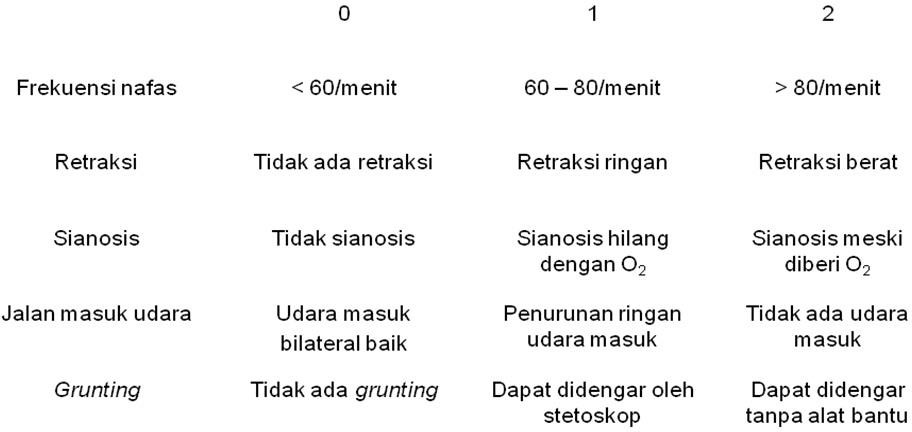 0 1 2
Frekuensi nafas < 60/menit 60 – 80/menit > 80/menit
Retraksi Tidak ada retraksi Retraksi ringan Retraksi berat
Sianosis Tidak sianosis Sianosis hilang Sianosis meski
dengan O₂ diberi O₂
Jalan masuk udara Udara masuk Penurunan ringan Tidak ada udara
bilateral baik udara masuk masuk
Grunting Tidak ada grunting Dapat didengar oleh Dapat didengar
stetoskop tanpa alat bantu